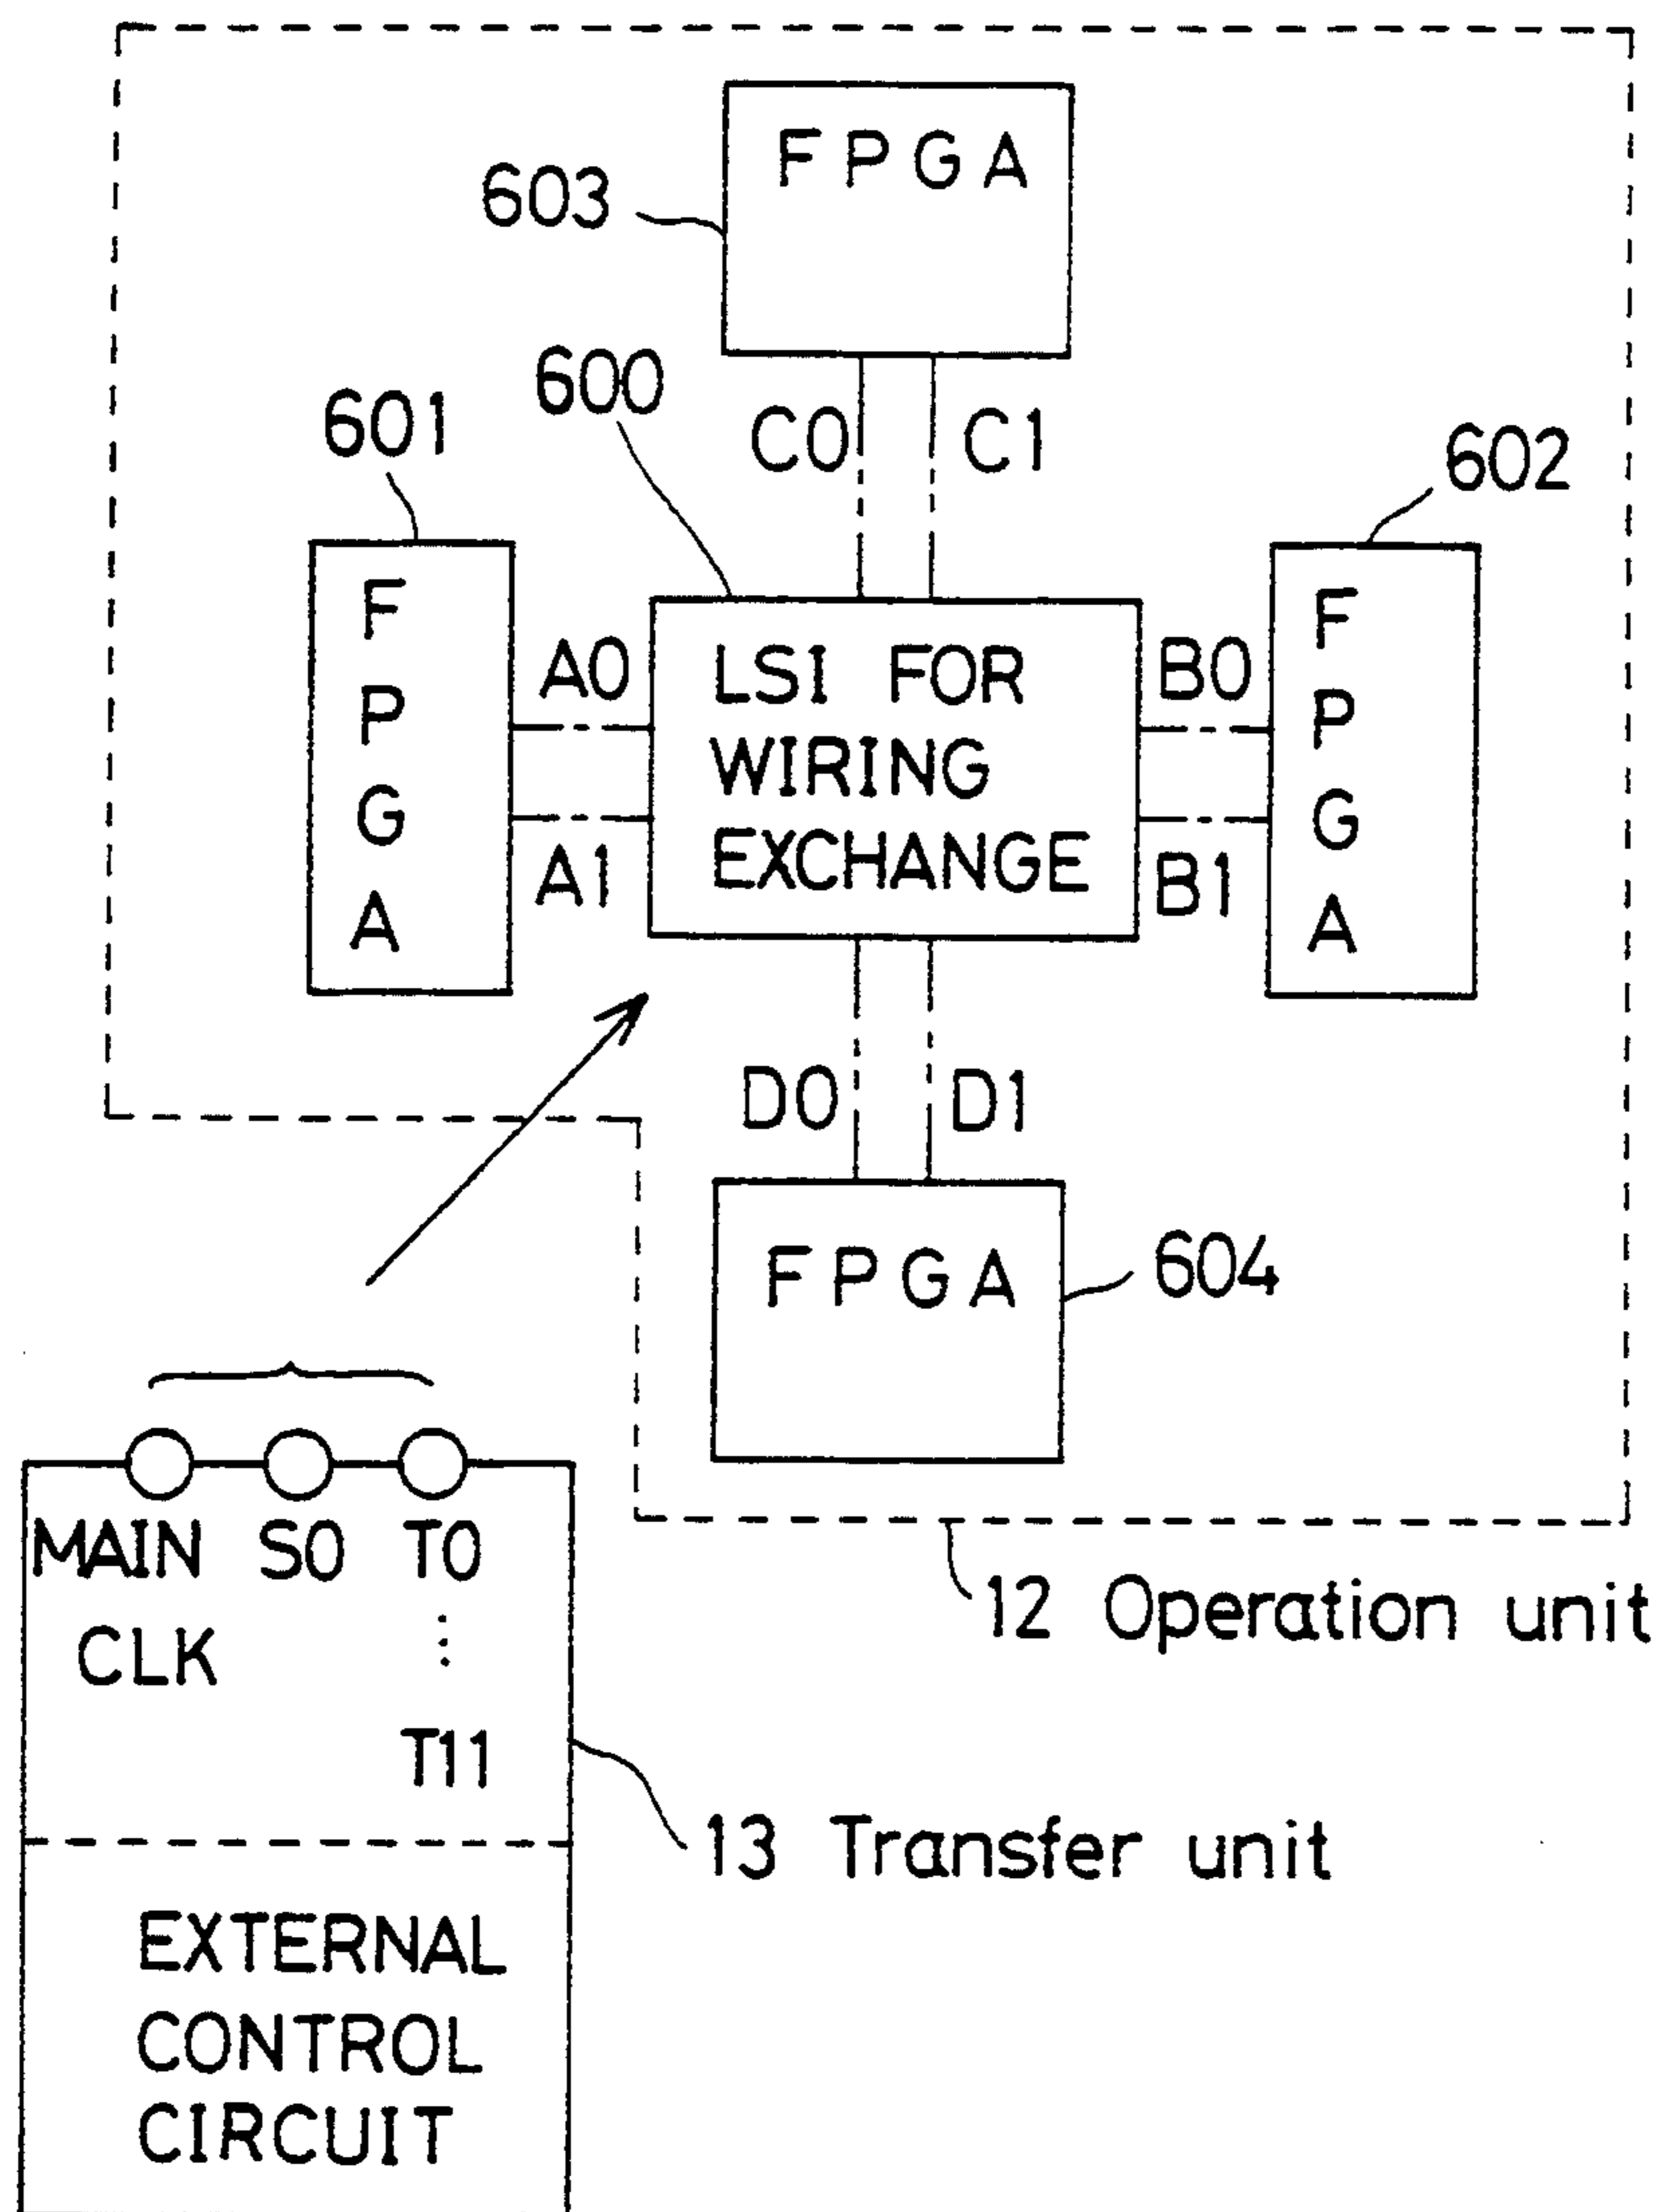 FPGA
603
600
601
C0
C1
602
F
P
G
A
A0
A1
LSI FOR
WIRING
EXCHANGE
B0
B1
F
P
G
A
D0
D1
FPGA
604
MAIN S0 T0
CLK
⋮
T11
12 Operation unit
13 Transfer unit
EXTERNAL
CONTROL
CIRCUIT